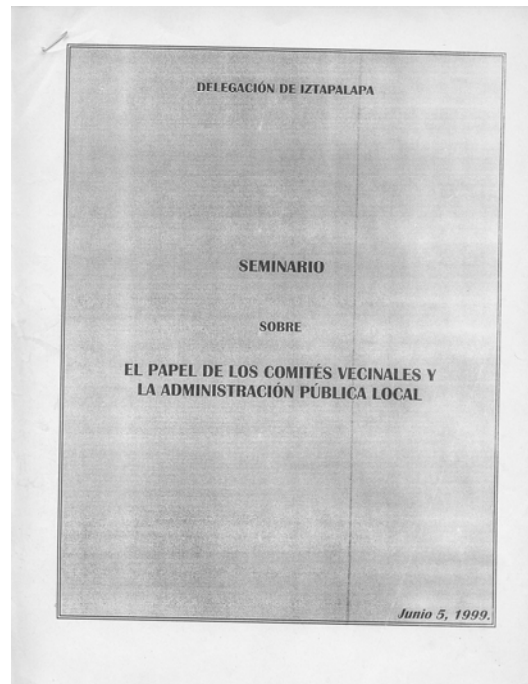 DELEGACIÓN DE IZTAPALAPA
SEMINARIO
SOBRE
EL PAPEL DE LOS COMITÉS VECINALES Y
LA ADMINISTRACIÓN PÚBLICA LOCAL
Junio 5, 1999.